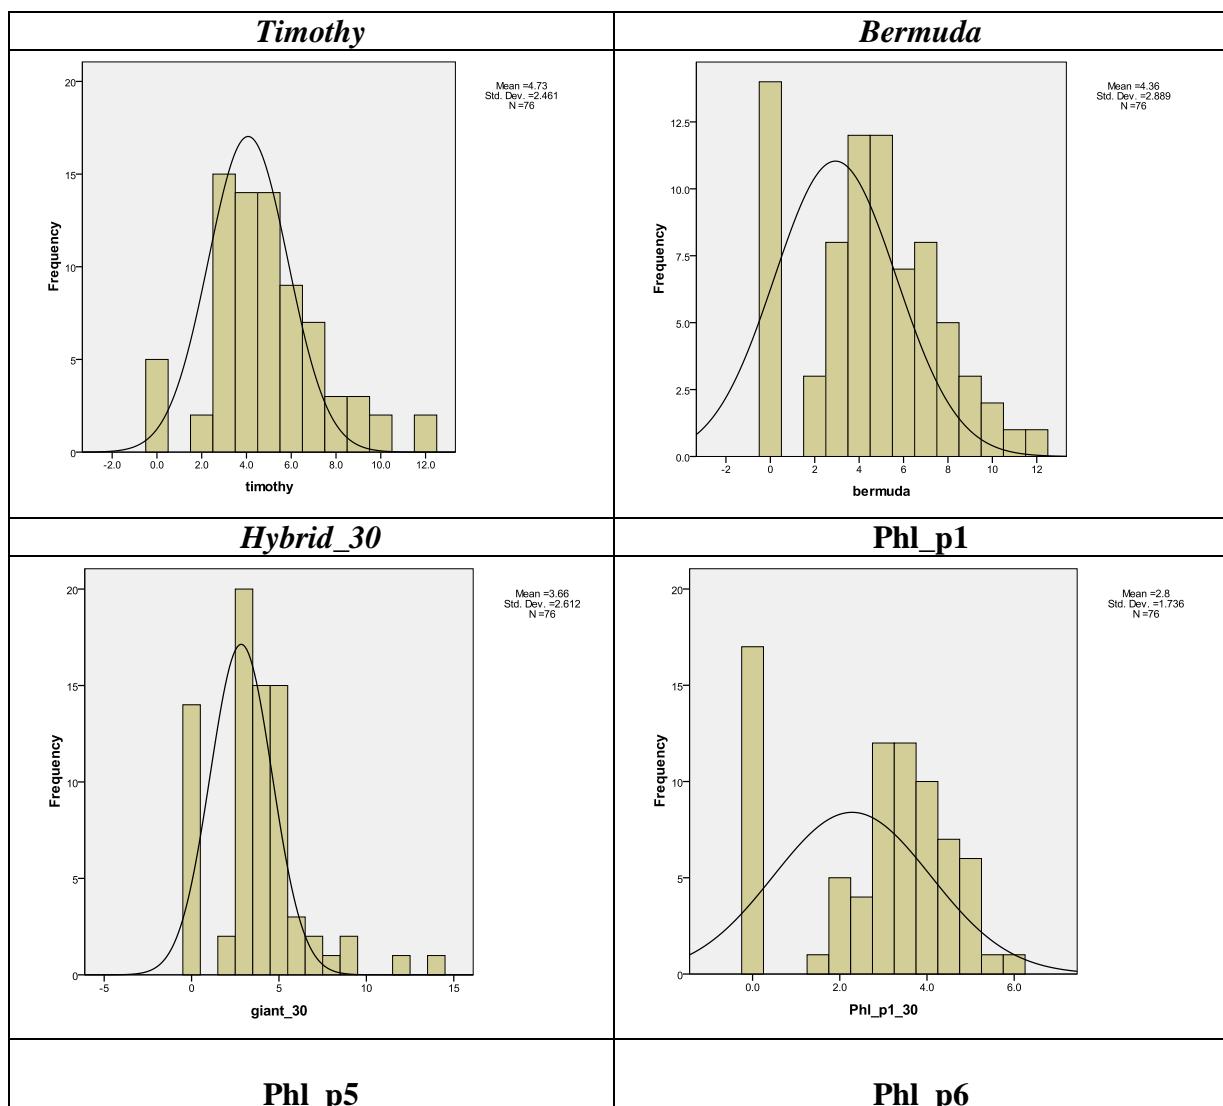 Timothy
Bermuda
Mean =4.73
Std. Dev. =2.461
N =76
20
15
10
5
0
Frequency
-2.0 0.0 2.0 4.0 6.0 8.0 10.0 12.0
timothy
Mean =4.36
Std. Dev. =2.889
N =76
12.5
10.0
7.5
5.0
2.5
0.0
Frequency
-2 0 2 4 6 8 10 12
bermuda
Hybrid_30
Phl_p1
Mean =3.66
Std. Dev. =2.612
N =76
20
15
10
5
0
Frequency
-5 0 5 10 15
giant_30
Mean =2.8
Std. Dev. =1.736
N =76
20
15
10
5
0
Frequency
0.0 2.0 4.0 6.0
Phl_p1_30
Phl_p5
Phl_p6